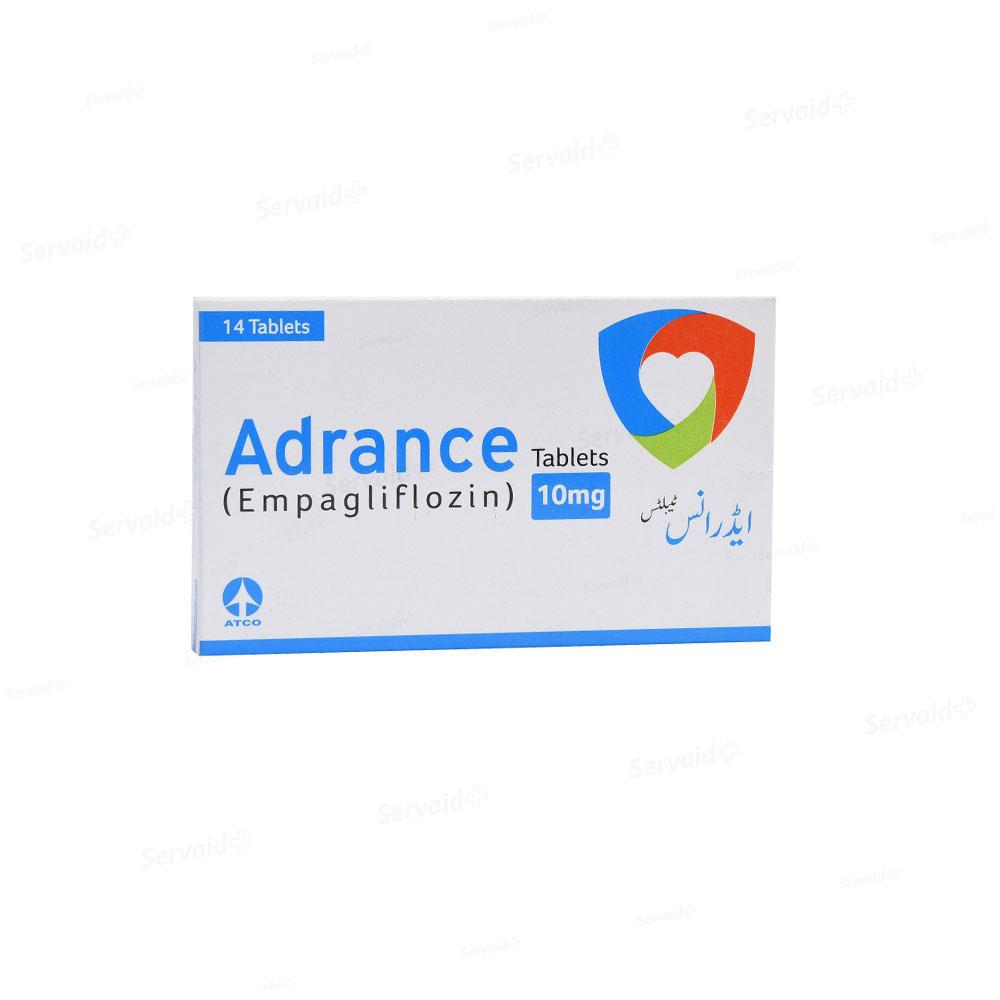 14 Tablets
Adrance Tablets
(Empagliflozin) 10mg
ایڈرانس ٹیبلٹس
ATCO
Servaid